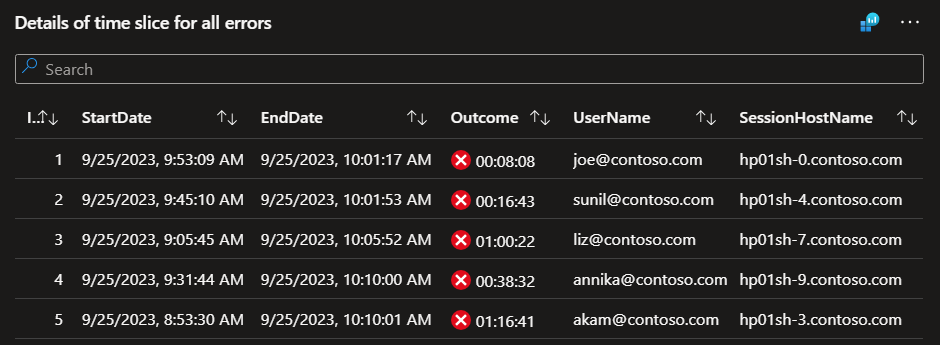 Details of time slice for all errors
Search
I.. StartDate EndDate Outcome UserName SessionHostName
1 9/25/2023, 9:53:09 AM 9/25/2023, 10:01:17 AM 00:08:08 joe@contoso.com hp01sh-0.contoso.com
2 9/25/2023, 9:45:10 AM 9/25/2023, 10:01:53 AM 00:16:43 sunil@contoso.com hp01sh-4.contoso.com
3 9/25/2023, 9:05:45 AM 9/25/2023, 10:05:52 AM 01:00:22 liz@contoso.com hp01sh-7.contoso.com
4 9/25/2023, 9:31:44 AM 9/25/2023, 10:10:00 AM 00:38:32 annika@contoso.com hp01sh-9.contoso.com
5 9/25/2023, 8:53:30 AM 9/25/2023, 10:10:01 AM 01:16:41 akam@contoso.com hp01sh-3.contoso.com